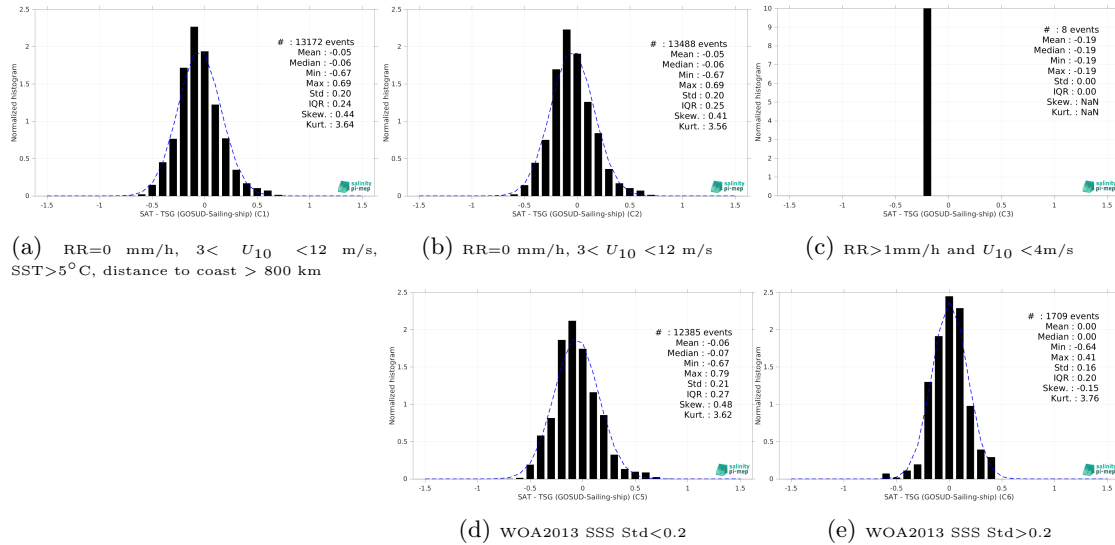 2.5
2
1.5
1
0.5
0
Normalized histogram
# : 13172 events
Mean : -0.05
Median : -0.06
Min : -0.67
Max : 0.69
Std : 0.20
IQR : 0.24
Skew. : 0.44
Kurt. : 3.64
salinity
pi-mep
-1.5 -1 -0.5 0 0.5 1 1.5
SAT - TSG (GOSUD-Sailing-ship) (C1)
(a) RR=0 mm/h, 3< U10 <12 m/s,
SST>5°C, distance to coast > 800 km
2.5
2
1.5
1
0.5
0
Normalized histogram
# : 13488 events
Mean : -0.05
Median : -0.06
Min : -0.67
Max : 0.69
Std : 0.20
IQR : 0.25
Skew. : 0.41
Kurt. : 3.56
salinity
pi-mep
-1.5 -1 -0.5 0 0.5 1 1.5
SAT - TSG (GOSUD-Sailing-ship) (C2)
(b) RR=0 mm/h, 3< U10 <12 m/s
10
9
8
7
6
5
4
3
2
1
0
Normalized histogram
# : 8 events
Mean : -0.19
Median : -0.19
Min : -0.19
Max : -0.19
Std : 0.00
IQR : 0.00
Skew. : NaN
Kurt. : NaN
salinity
pi-mep
-1.5 -1 -0.5 0 0.5 1 1.5
SAT - TSG (GOSUD-Sailing-ship) (C3)
(c) RR>1mm/h and U10 <4m/s
2.5
2
1.5
1
0.5
0
Normalized histogram
# : 12385 events
Mean : -0.06
Median : -0.07
Min : -0.67
Max : 0.79
Std : 0.21
IQR : 0.27
Skew. : 0.48
Kurt. : 3.62
salinity
pi-mep
-1.5 -1 -0.5 0 0.5 1 1.5
SAT - TSG (GOSUD-Sailing-ship) (C5)
(d) WOA2013 SSS Std<0.2
2.5
2
1.5
1
0.5
0
Normalized histogram
# : 1709 events
Mean : 0.00
Median : 0.00
Min : -0.64
Max : 0.41
Std : 0.16
IQR : 0.20
Skew. : -0.15
Kurt. : 3.76
salinity
pi-mep
-1.5 -1 -0.5 0 0.5 1 1.5
SAT - TSG (GOSUD-Sailing-ship) (C6)
(e) WOA2013 SSS Std>0.2